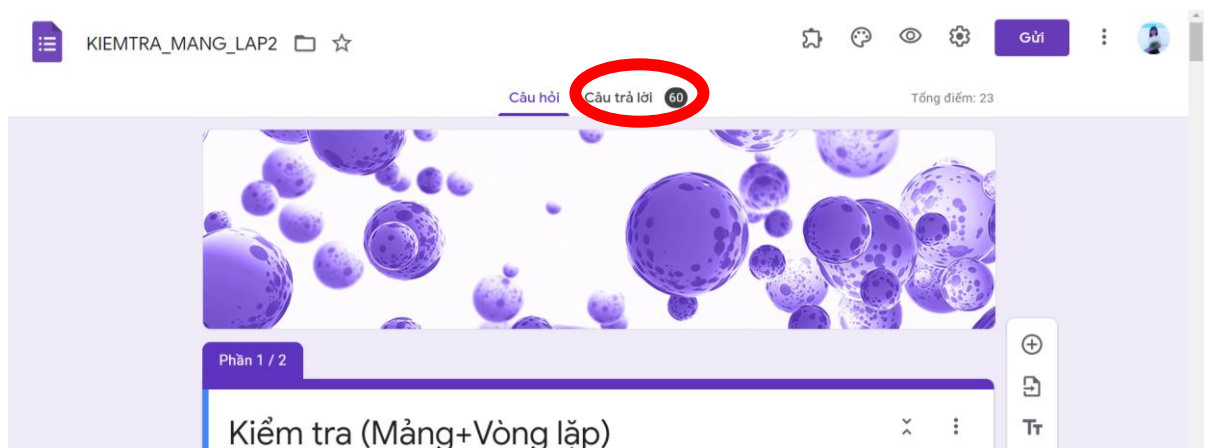 KIEMTRA_MANG_LAP2
Gửi
Câu hỏi Câu trả lời 60
Tổng điểm: 23
Phần 1 / 2
Kiểm tra (Mảng+Vòng lặp)
Tт